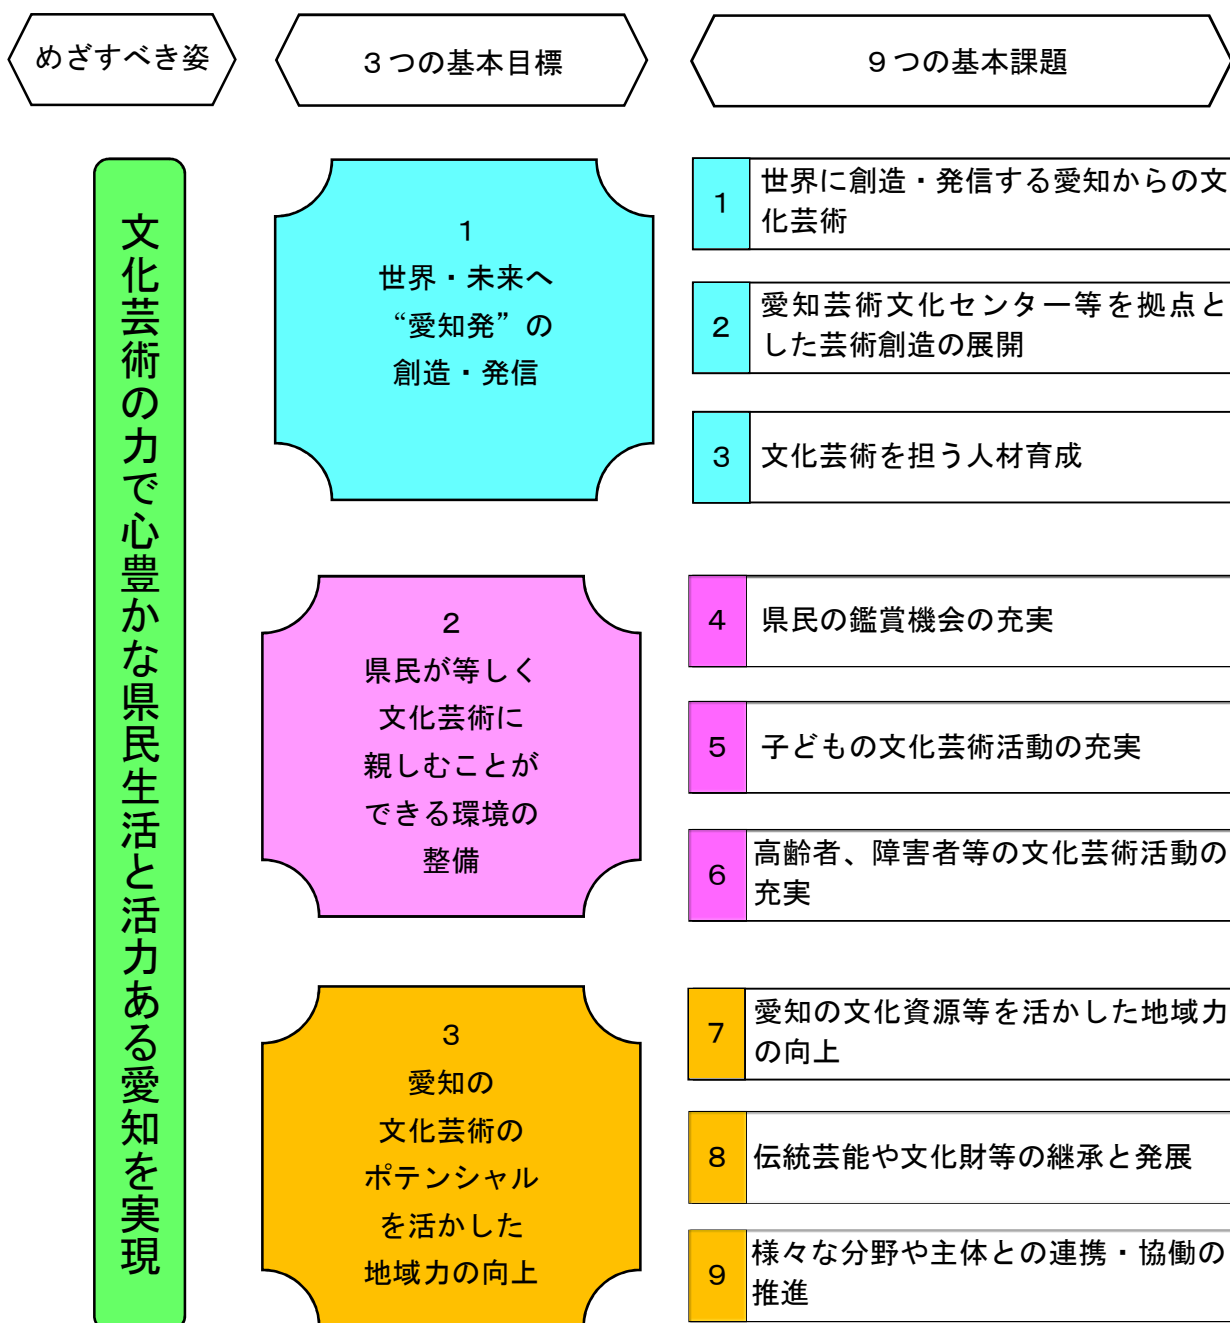 めざすべき姿
3つの基本目標
9つの基本課題
文化芸術の力で心豊かな県民生活と活力ある愛知を実現
1
世界・未来へ
“愛知発”の
創造・発信
1
世界に創造・発信する愛知からの文
化芸術
2
愛知芸術文化センター等を拠点と
した芸術創造の展開
3
文化芸術を担う人材育成
2
県民が等しく
文化芸術に
親しむことが
できる環境の
整備
4
県民の鑑賞機会の充実
5
子どもの文化芸術活動の充実
6
高齢者、障害者等の文化芸術活動の
充実
3
愛知の
文化芸術の
ポテンシャル
を活かした
地域力の向上
7
愛知の文化資源等を活かした地域力
の向上
8
伝統芸能や文化財等の継承と発展
9
様々な分野や主体との連携・協働の
推進